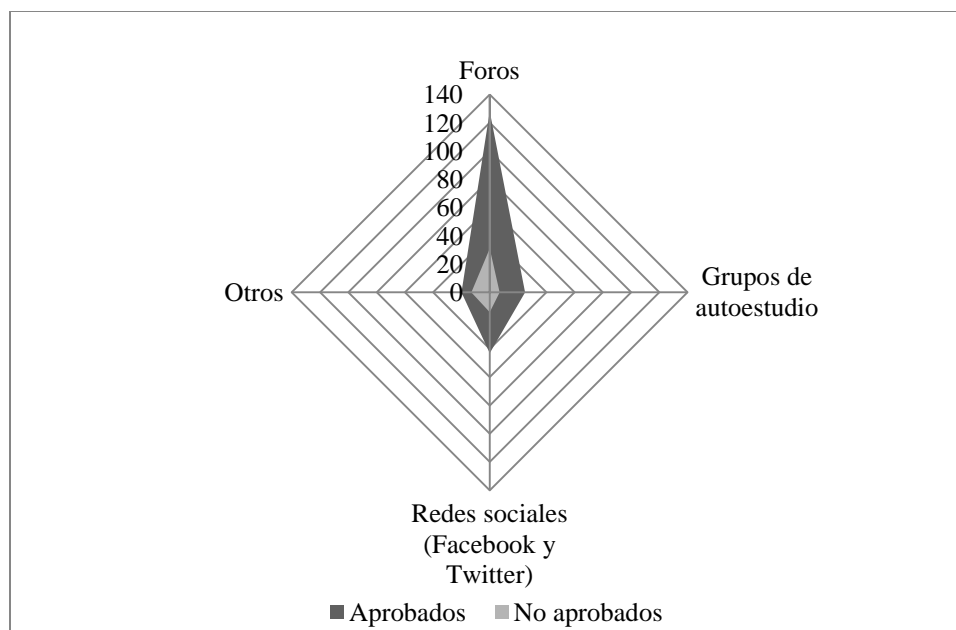 Foros
140
120
100
80
60
40
20
0
Otros
Grupos de
autoestudio
Redes sociales
(Facebook y
Twitter)
Aprobados
No aprobados